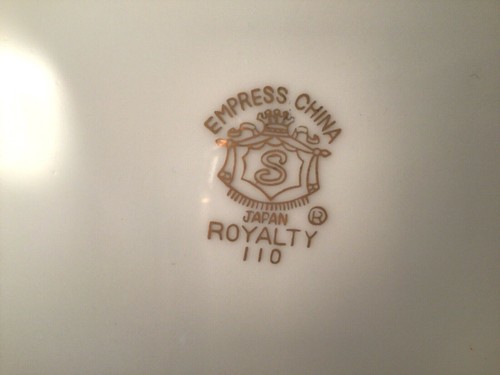 EMPRESS CHINA
S
JAPAN ®
ROYALTY
110